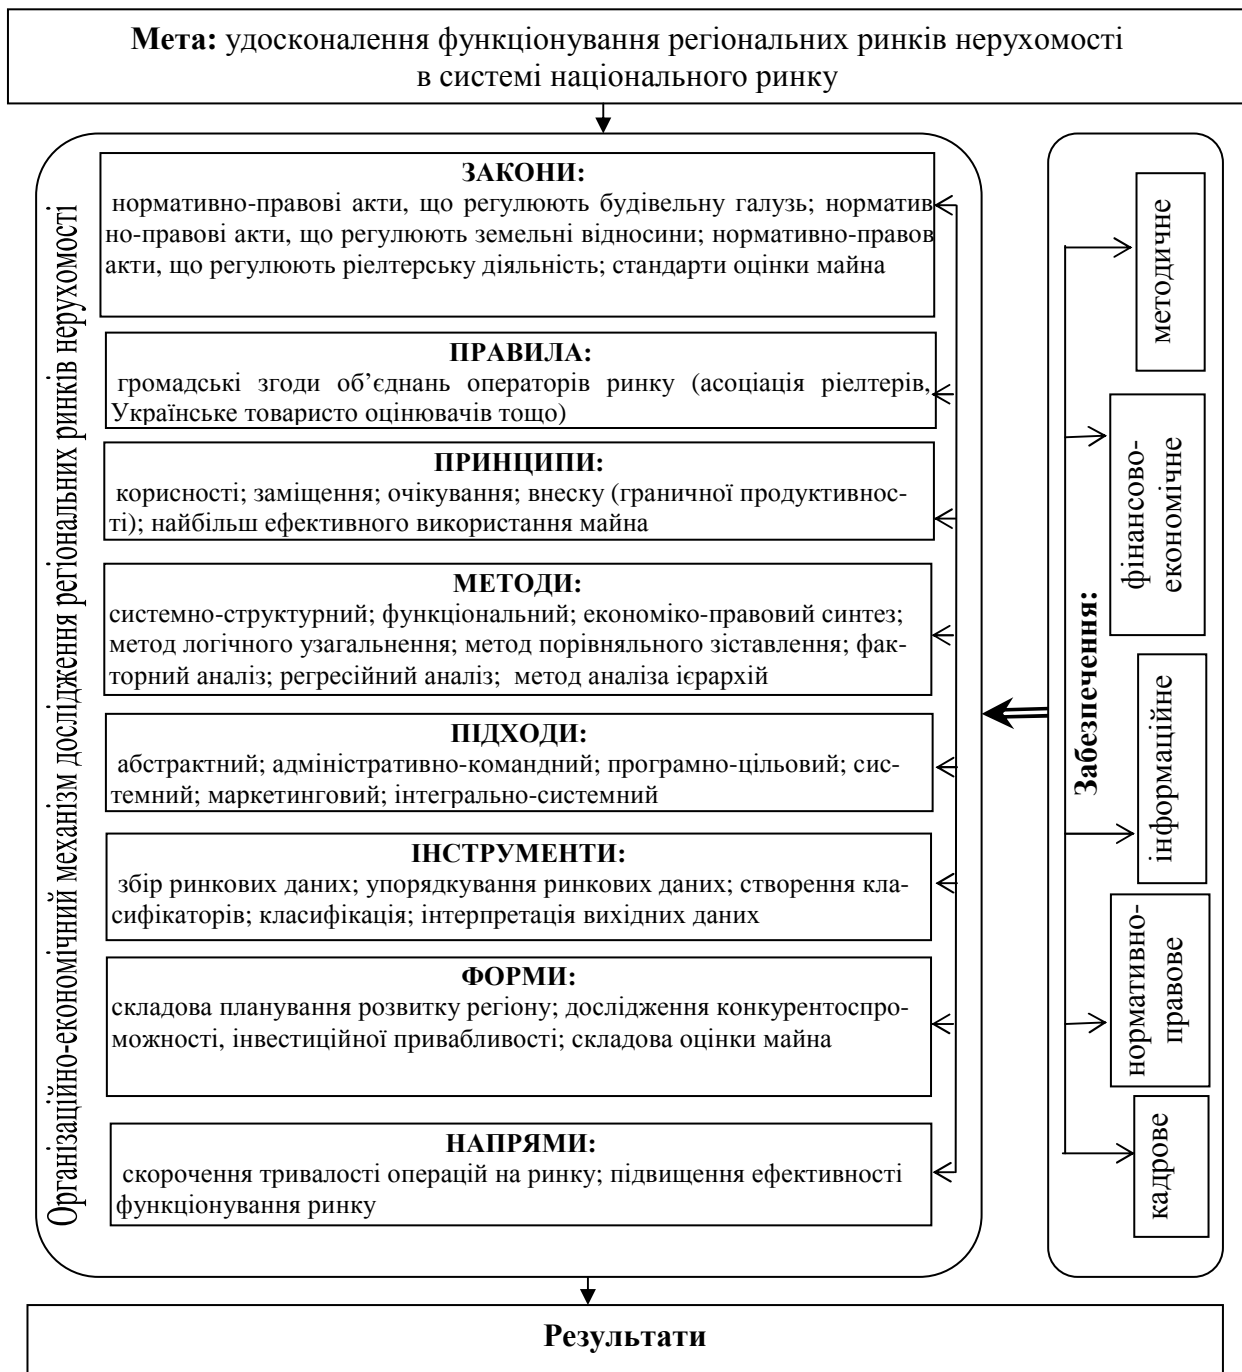 Мета: удосконалення функціонування регіональних ринків нерухомості
в системі національного ринку
Організаційно-економічний механізм дослідження регіональних ринків нерухомості
ЗАКОНИ:
нормативно-правові акти, що регулюють будівельну галузь; норматив
но-правові акти, що регулюють земельні відносини; нормативно-правов
акти, що регулюють ріелтерську діяльність; стандарти оцінки майна
ПРАВИЛА:
громадські згоди об’єднань операторів ринку (асоціація ріелтерів,
Українське товаристо оцінювачів тощо)
ПРИНЦИПИ:
корисності; заміщення; очікування; внеску (граничної продуктивнос-
ті); найбільш ефективного використання майна
МЕТОДИ:
системно-структурний; функціональний; економіко-правовий синтез;
метод логічного узагальнення; метод порівняльного зіставлення; фак-
торний аналіз; регресійний аналіз; метод аналіза ієрархій
ПІДХОДИ:
абстрактний; адміністративно-командний; програмно-цільовий; сис-
темний; маркетинговий; інтегрально-системний
ІНСТРУМЕНТИ:
збір ринкових даних; упорядкування ринкових даних; створення кла-
сифікаторів; класифікація; інтерпретація вихідних даних
ФОРМИ:
складова планування розвитку регіону; дослідження конкурентоспро-
можності, інвестиційної привабливості; складова оцінки майна
НАПРЯМИ:
скорочення тривалості операцій на ринку; підвищення ефективності
функціонування ринку
Забезпечення:
методичне
фінансово-
економічне
інформаційне
нормативно-
правове
кадрове
Результати